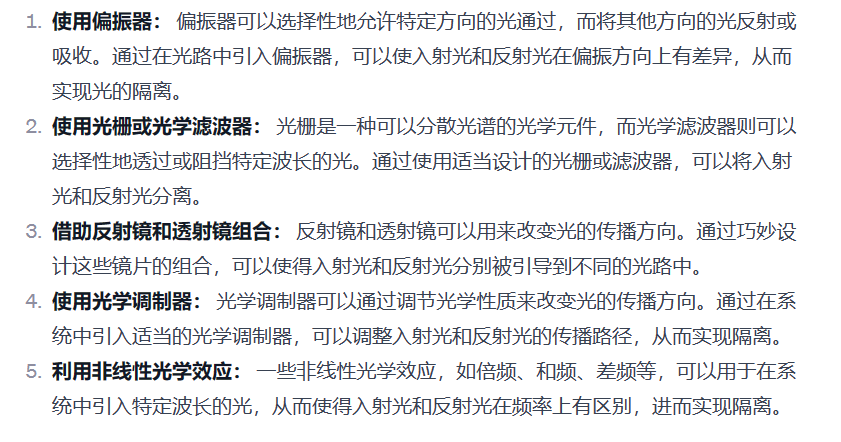 1. 使用偏振器： 偏振器可以选择性地允许特定方向的光通过，而将其他方向的光反射或
吸收。通过在光路中引入偏振器，可以使入射光和反射光在偏振方向上有差异，从而
实现光的隔离。
2. 使用光栅或光学滤波器： 光栅是一种可以分散光谱的光学元件，而光学滤波器则可以
选择性地透过或阻挡特定波长的光。通过使用适当设计的光栅或滤波器，可以将入射
光和反射光分离。
3. 借助反射镜和透射镜组合： 反射镜和透射镜可以用来改变光的传播方向。通过巧妙设
计这些镜片的组合，可以使得入射光和反射光分别被引导到不同的光路中。
4. 使用光学调制器： 光学调制器可以通过调节光学性质来改变光的传播方向。通过在系
统中引入适当的光学调制器，可以调整入射光和反射光的传播路径，从而实现隔离。
5. 利用非线性光学效应： 一些非线性光学效应，如倍频、和频、差频等，可以用于在系
统中引入特定波长的光，从而使得入射光和反射光在频率上有区别，进而实现隔离。